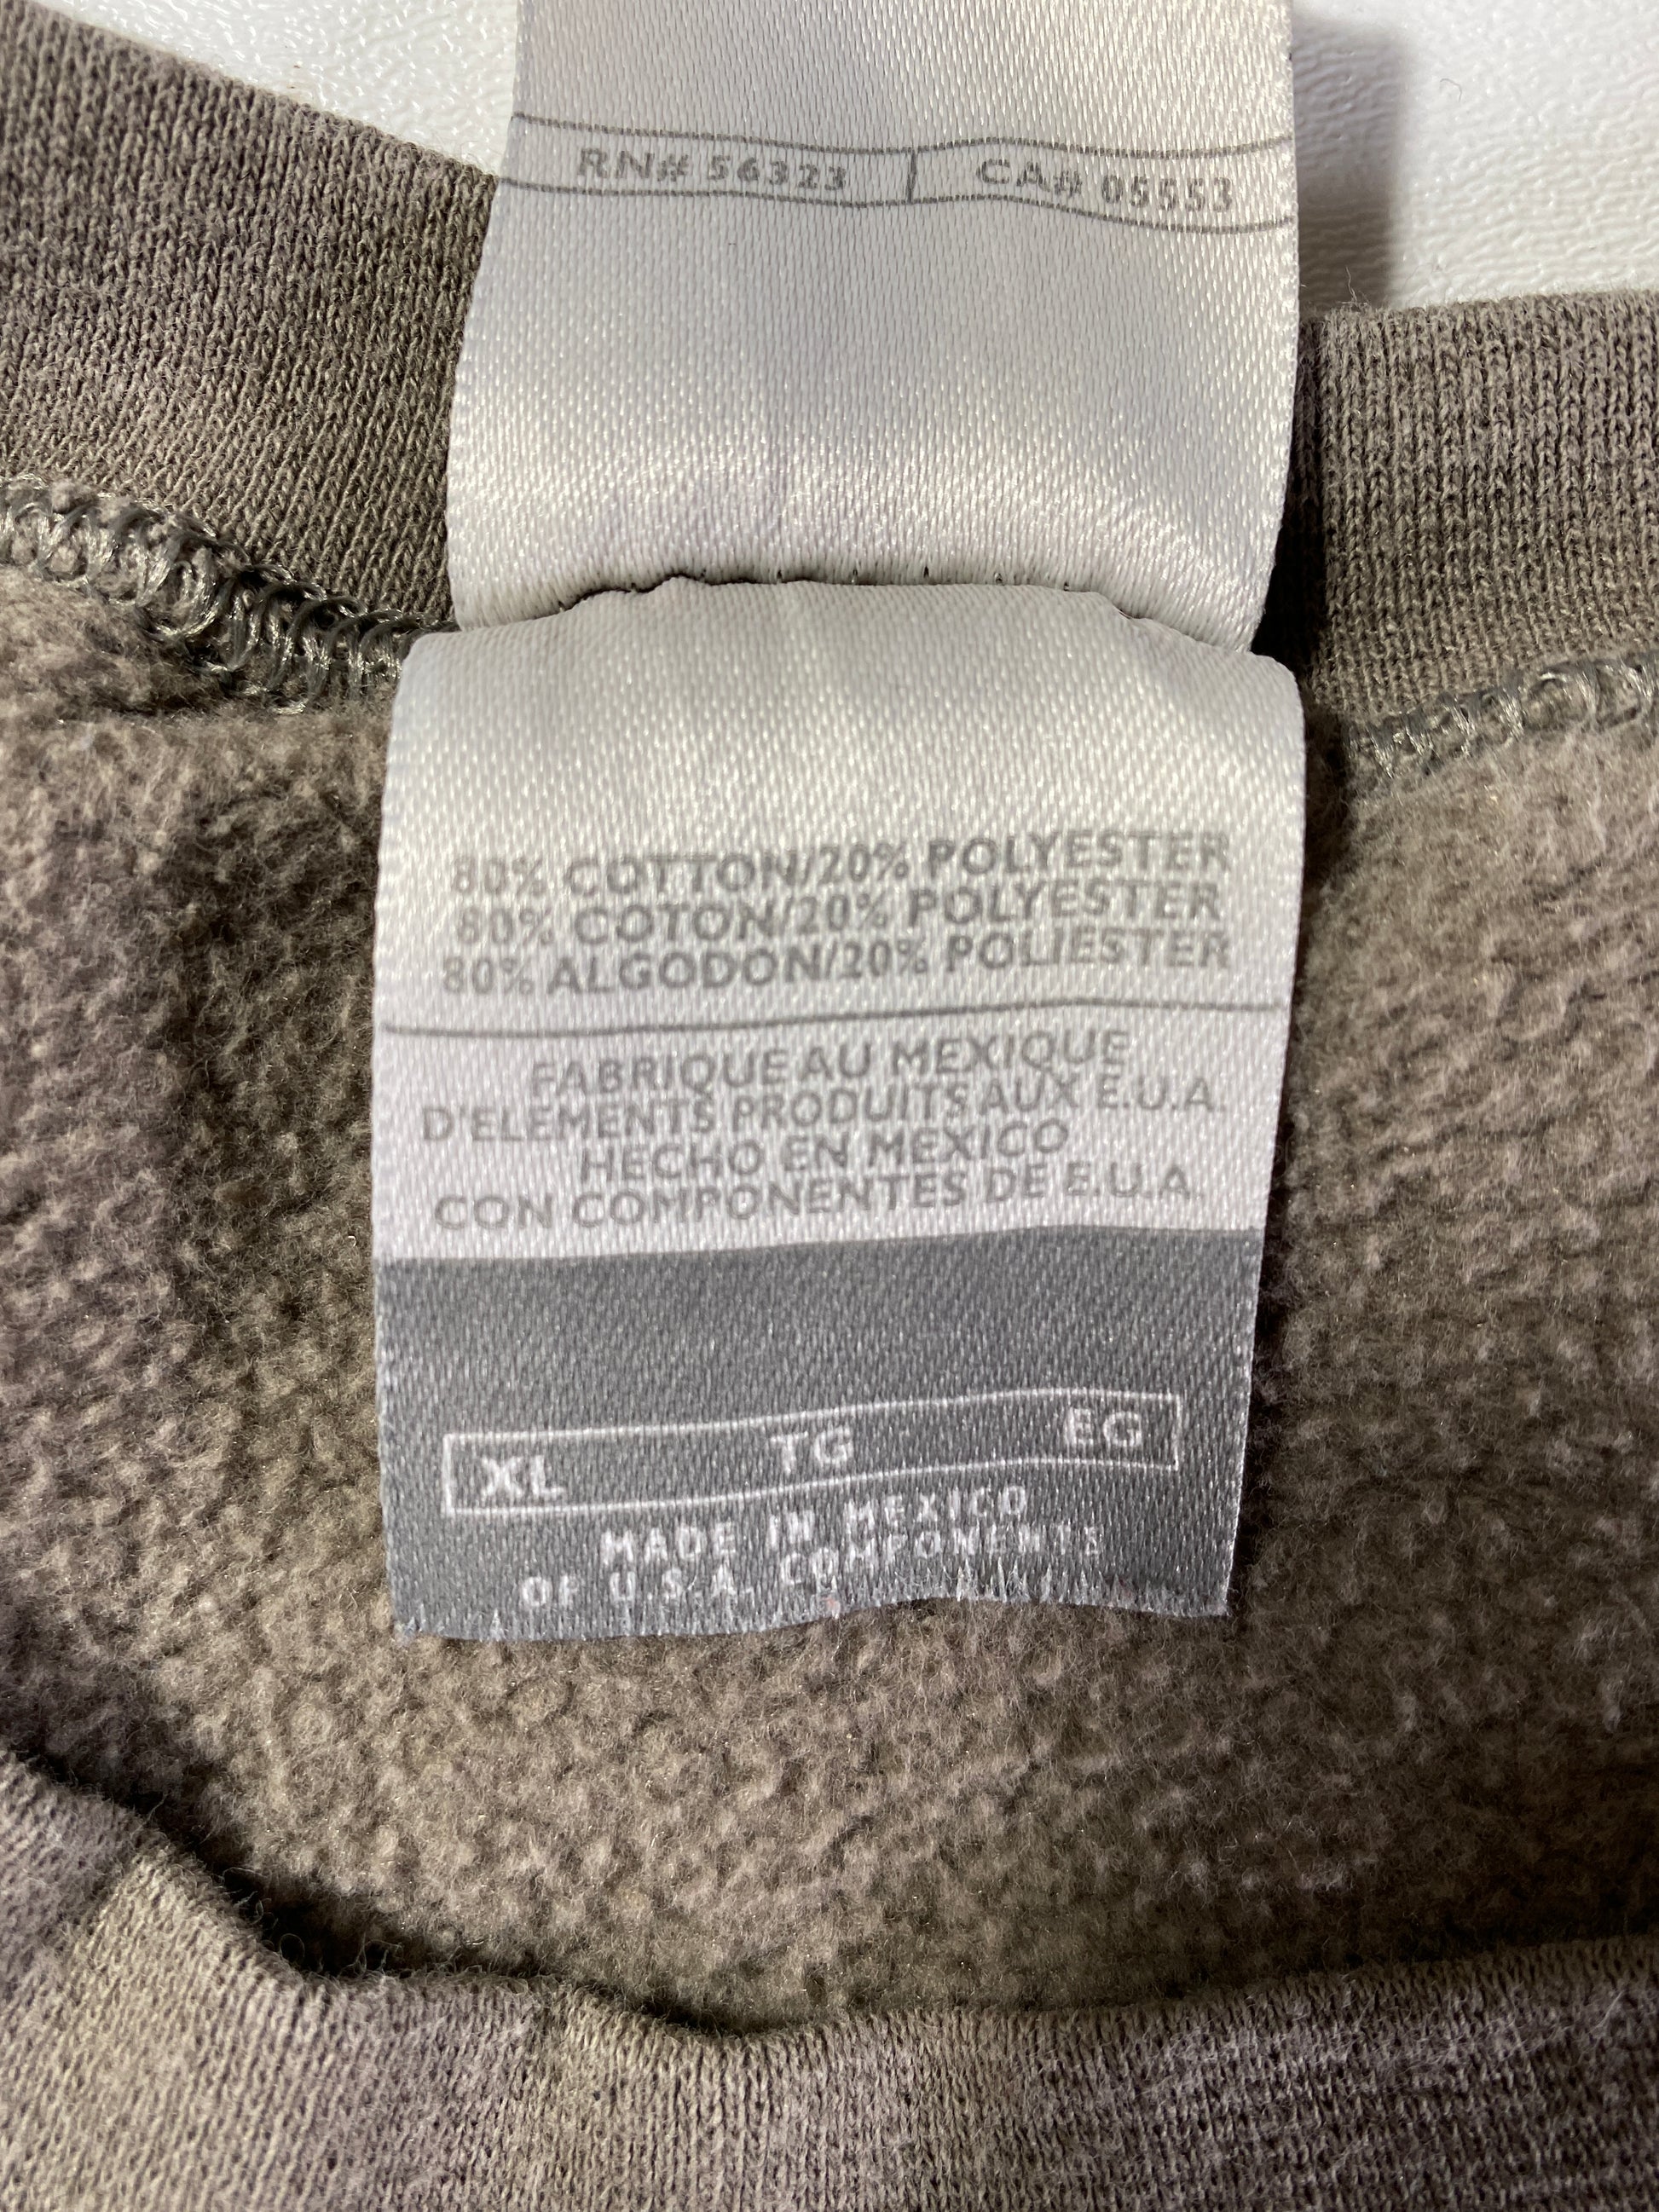 RN# 56323 | CA# 05553
80% COTTON/20% POLYESTER
80% COTON/20% POLYESTER
80% ALGODON/20% POLIESTER
FABRIQUE AU MEXIQUE
D'ELEMENTS PRODUITS AUX E.U.A.
HECHO EN MEXICO
CON COMPONENTES DE E.U.A.
XL TG EG
MADE IN MEXICO
OF U.S.A. COMPONENTS